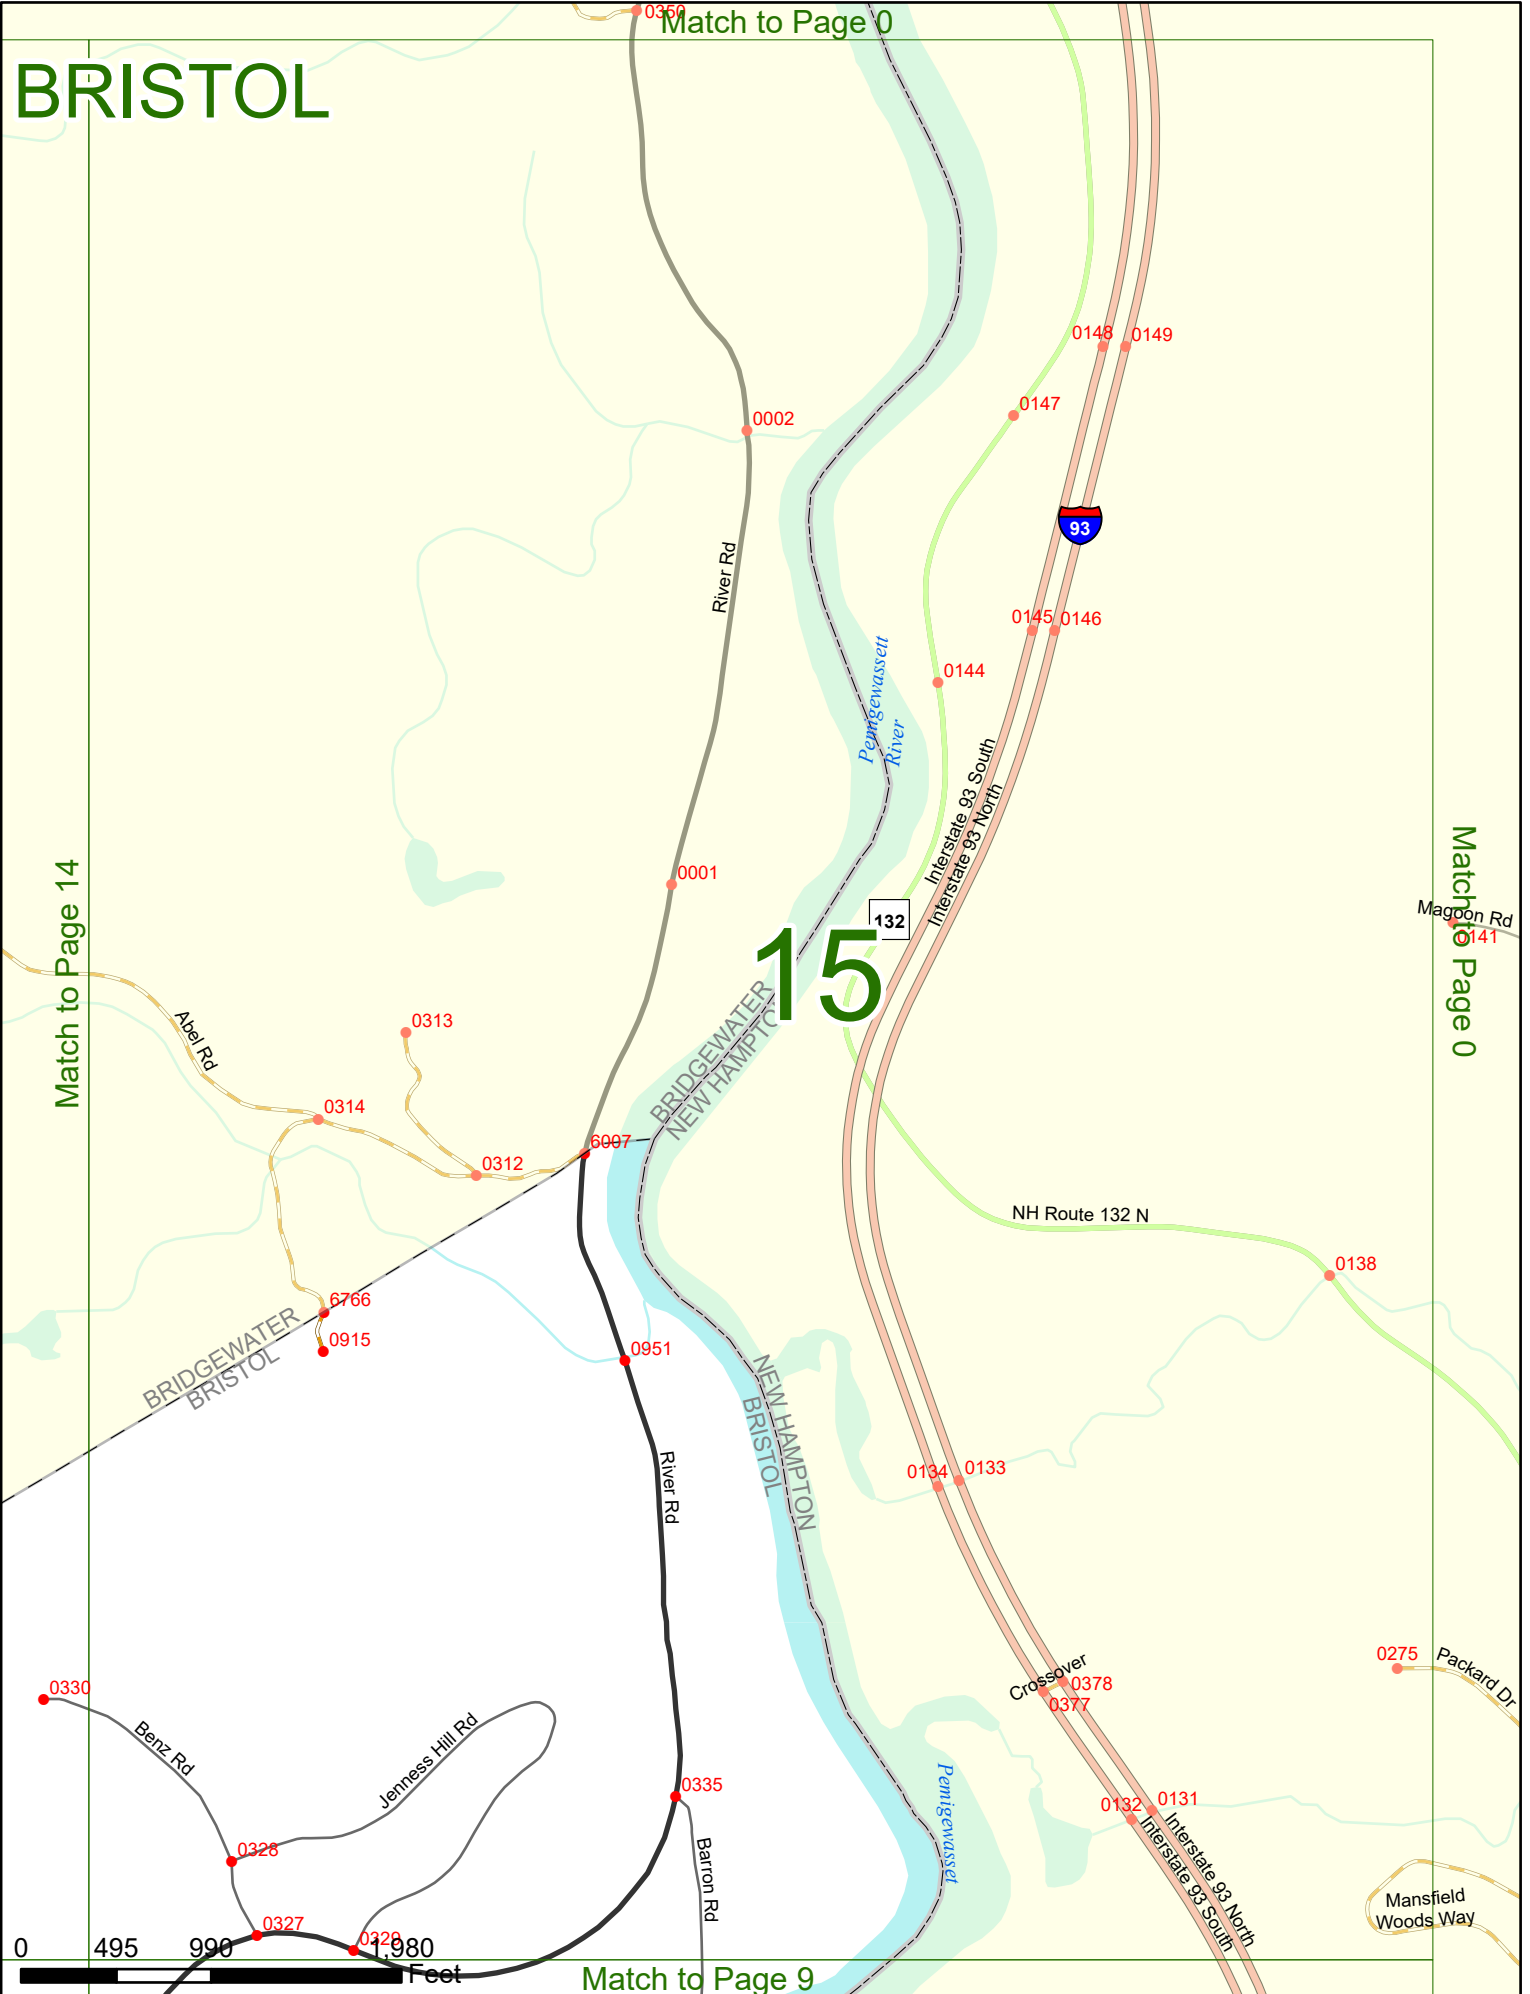 0350
Match to Page 0
BRISTOL
0148
0149
0147
0002
93
River Rd
0145
0146
0144
Pemigewassett
River
Interstate 93 South
Interstate 93 North
0001
Match to Page 14
Match to Page 0
132
Magoon Rd
0141
15
BRIDGEWATER
NEW HAMPTON
Abel Rd
0313
0314
6007
0312
NH Route 132 N
0138
6766
0915
BRIDGEWATER
BRISTOL
0951
NEW HAMPTON
BRISTOL
River Rd
0134
0133
0275
Packard Dr
Crossover
0378
0377
0330
Benz Rd
Jenness Hill Rd
0335
Pemigewasset
0132
0131
Interstate 93 North
Interstate 93 South
0328
Barron Rd
Mansfield
Woods Way
0327
0329
0 495 990 1,980
Feet
Match to Page 9